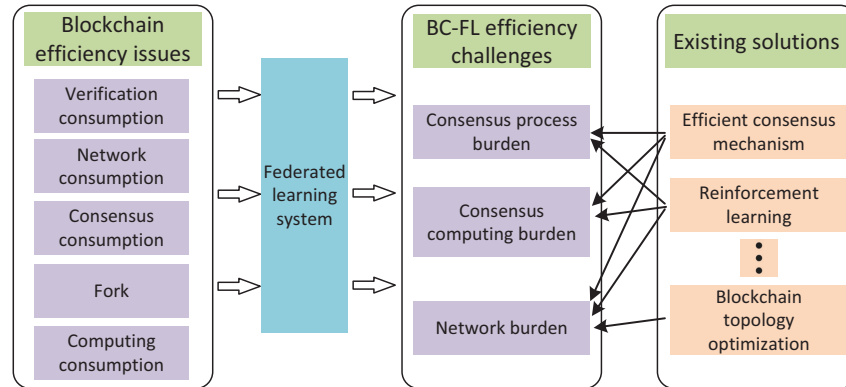 Blockchain
efficiency issues
Verification
consumption
Network
consumption
Consensus
consumption
Fork
Computing
consumption
Federated
learning
system
BC-FL efficiency
challenges
Consensus process
burden
Consensus
computing burden
Network burden
Existing solutions
Efficient consensus
mechanism
Reinforcement
learning
Blockchain
topology
optimization